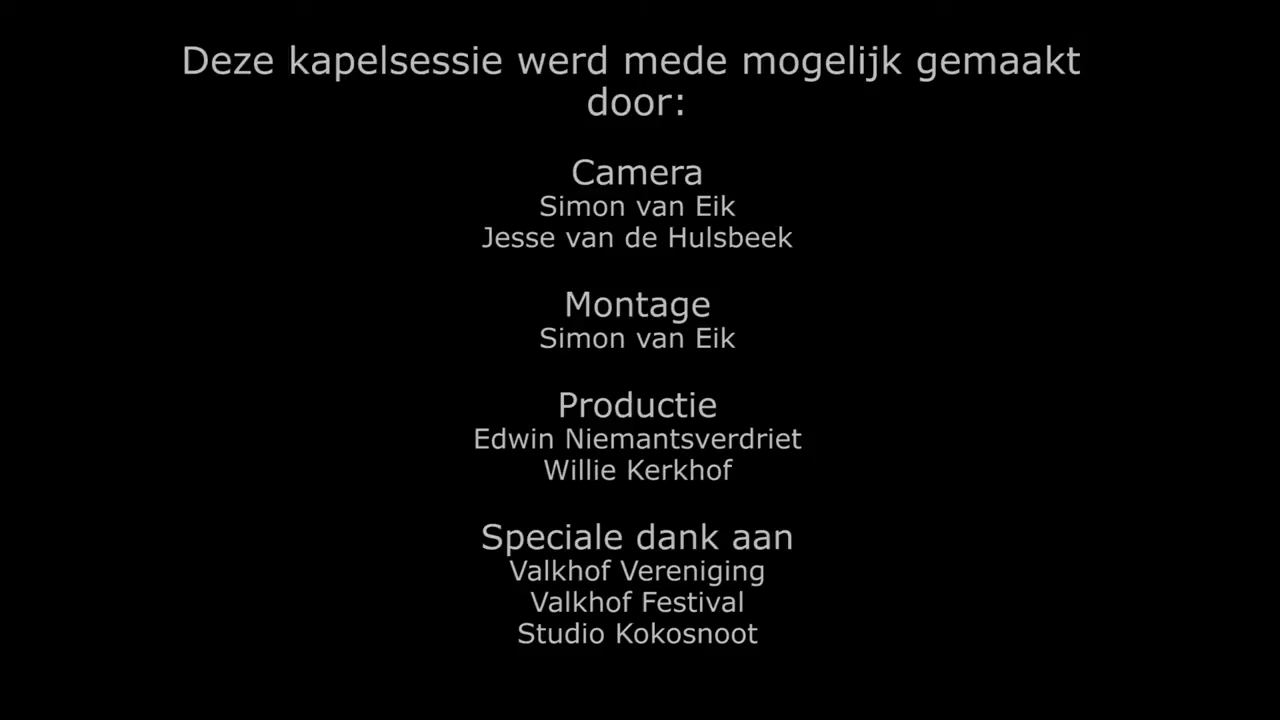 Deze kapelsessie werd mede mogelijk gemaakt
door:
Camera
Simon van Eik
Jesse van de Hulsbeek
Montage
Simon van Eik
Productie
Edwin Niemantsverdriet
Willie Kerkhof
Speciale dank aan
Valkhof Vereniging
Valkhof Festival
Studio Kokosnoot